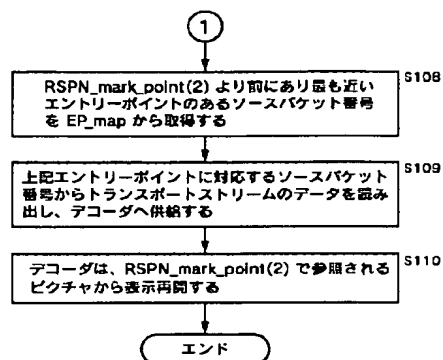 1
RSPN_mark_point(2) より前にあり最も近い
エントリーポイントのあるソースパケット番号
を EP_map から取得する
S108
上記エントリーポイントに対応するソースパケット
番号からトランスポートストリームのデータを読み
出し、デコーダへ供給する
S109
デコーダは、RSPN_mark_point(2) で参照される
ピクチャから表示再開する
S110
エンド